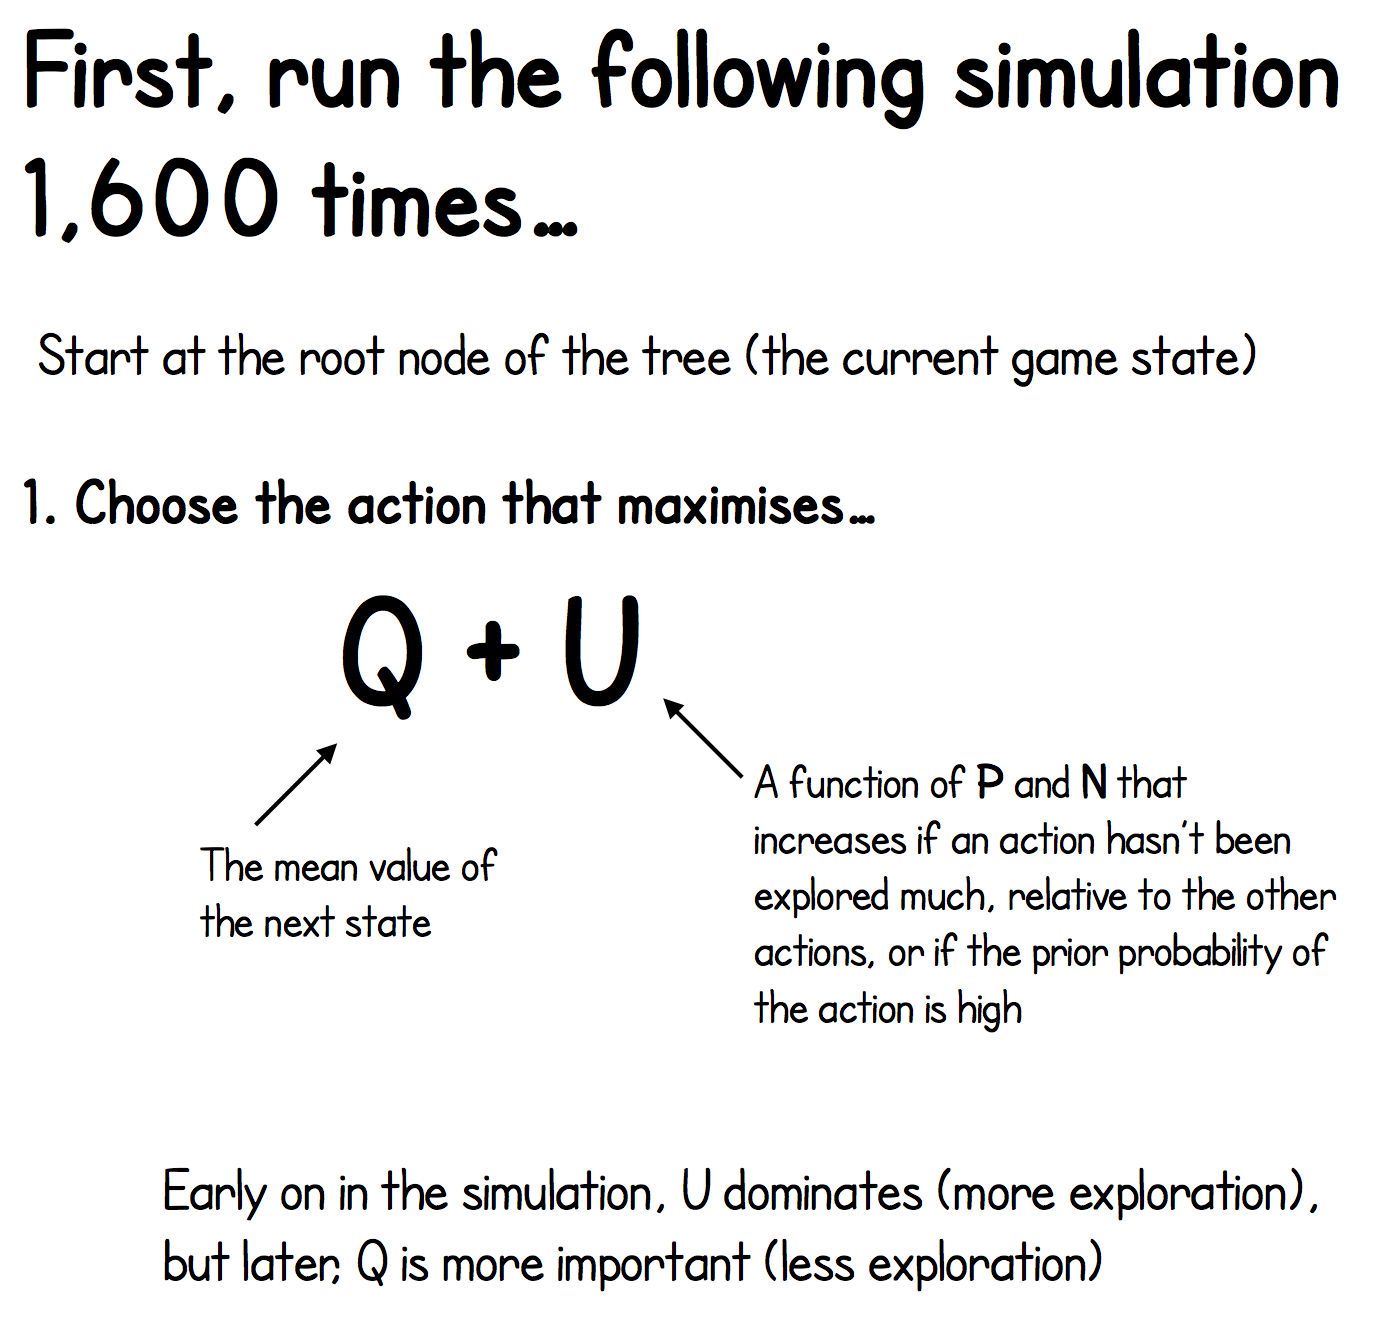 First, run the following simulation
1,600 times...
Start at the root node of the tree (the current game state)
1. Choose the action that maximises...
Q + U
The mean value of
the next state
A function of P and N that
increases if an action hasn't been
explored much, relative to the other
actions, or if the prior probability of
the action is high
Early on in the simulation, U dominates (more exploration),
but later, Q is more important (less exploration)